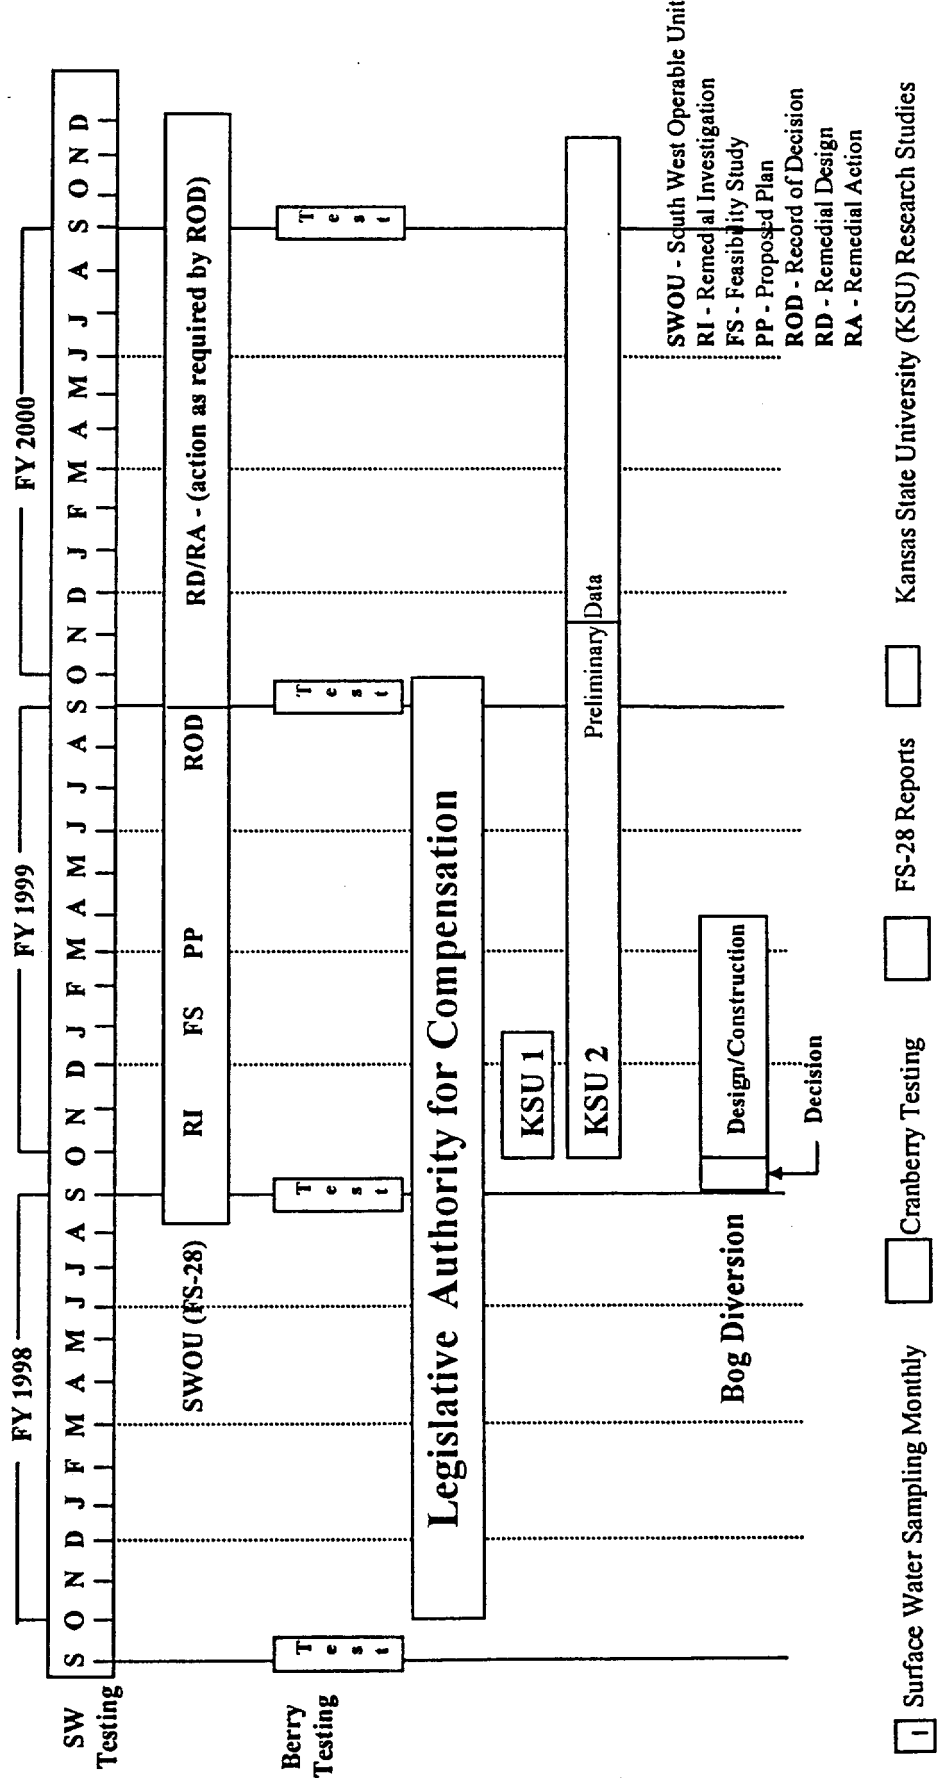 FY 1998
FY 1999
FY 2000
SW
Testing
S O N D J F M A M J J A S O N D J F M A M J J A S O N D J F M A M J J A S O N D
SWOU (FS-28)
RI FS PP ROD RD/RA - (action as required by ROD)
Berry
Testing
Test
Test
Test
Test
Legislative Authority for Compensation
KSU 1
KSU 2
Preliminary Data
Bog Diversion
Design/Construction
Decision
SWOU - South West Operable Unit
RI - Remedial Investigation
FS - Feasibility Study
PP - Proposed Plan
ROD - Record of Decision
RD - Remedial Design
RA - Remedial Action
Surface Water Sampling Monthly
Cranberry Testing
FS-28 Reports
Kansas State University (KSU) Research Studies